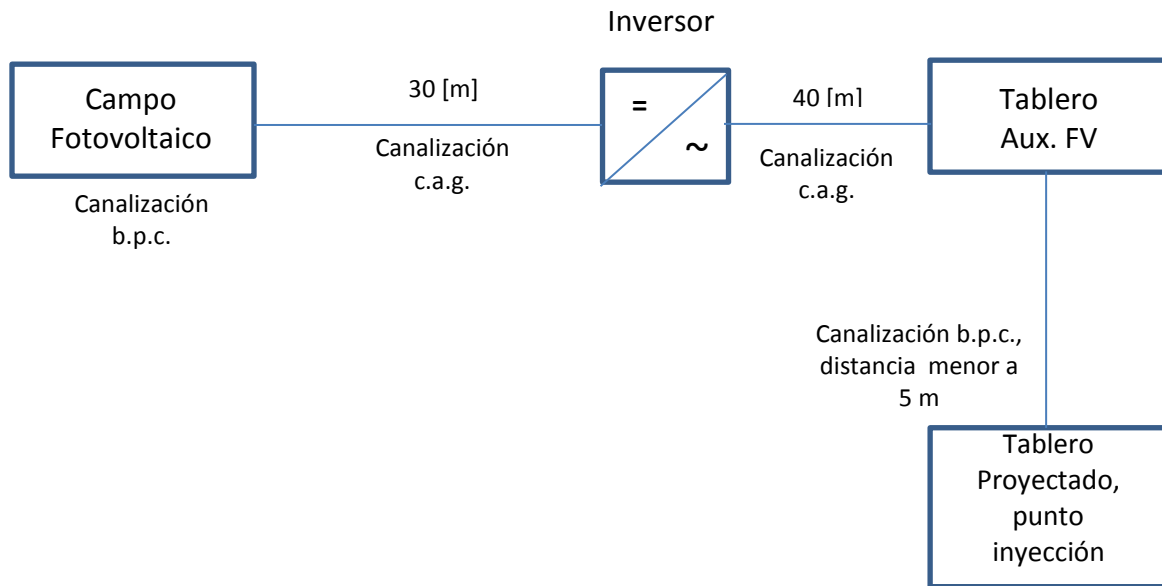 Inversor
Campo
Fotovoltaico
30 [m]
=
~
40 [m]
Tablero
Aux. FV
Canalización
c.a.g.
Canalización
c.a.g.
Canalización
b.p.c.
Canalización b.p.c.,
distancia menor a
5 m
Tablero
Proyectado,
punto
inyección